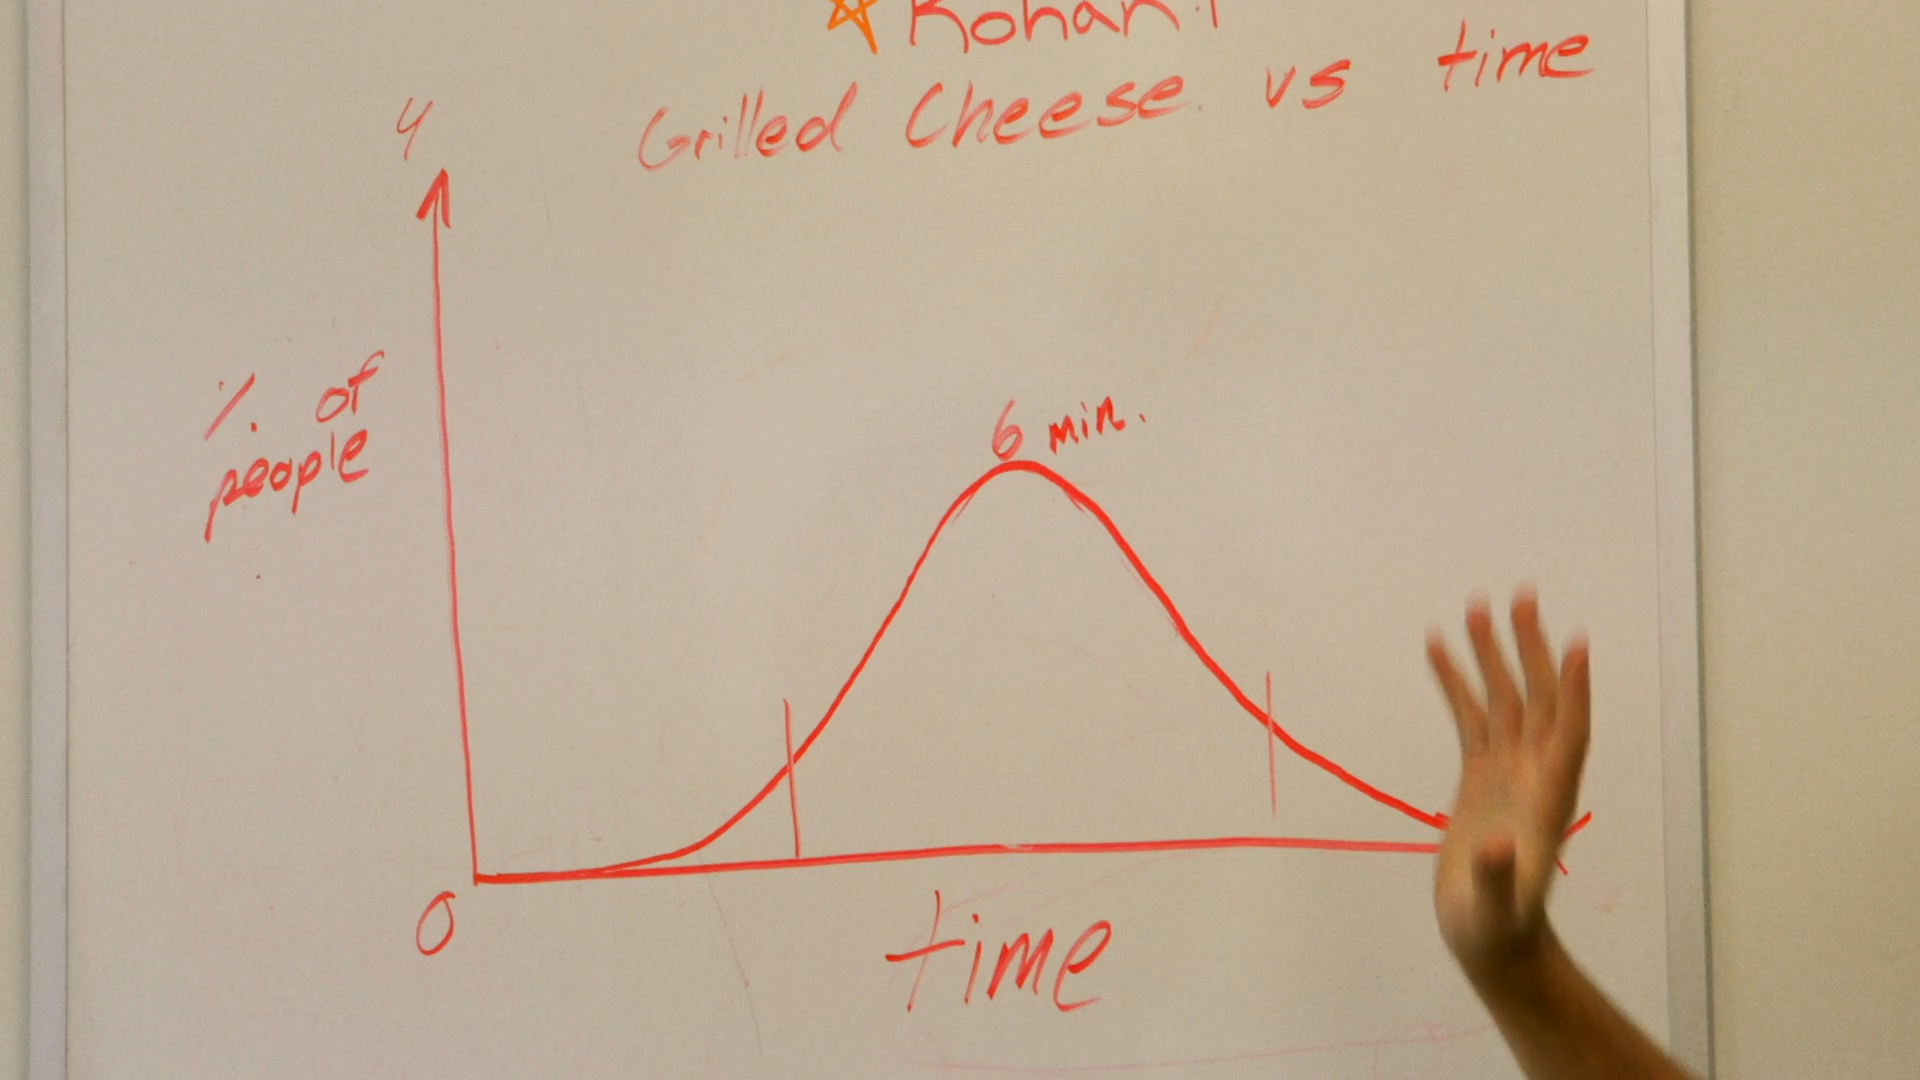 Rohan!
Grilled Cheese vs time
y
% of
people
6 min.
0
time